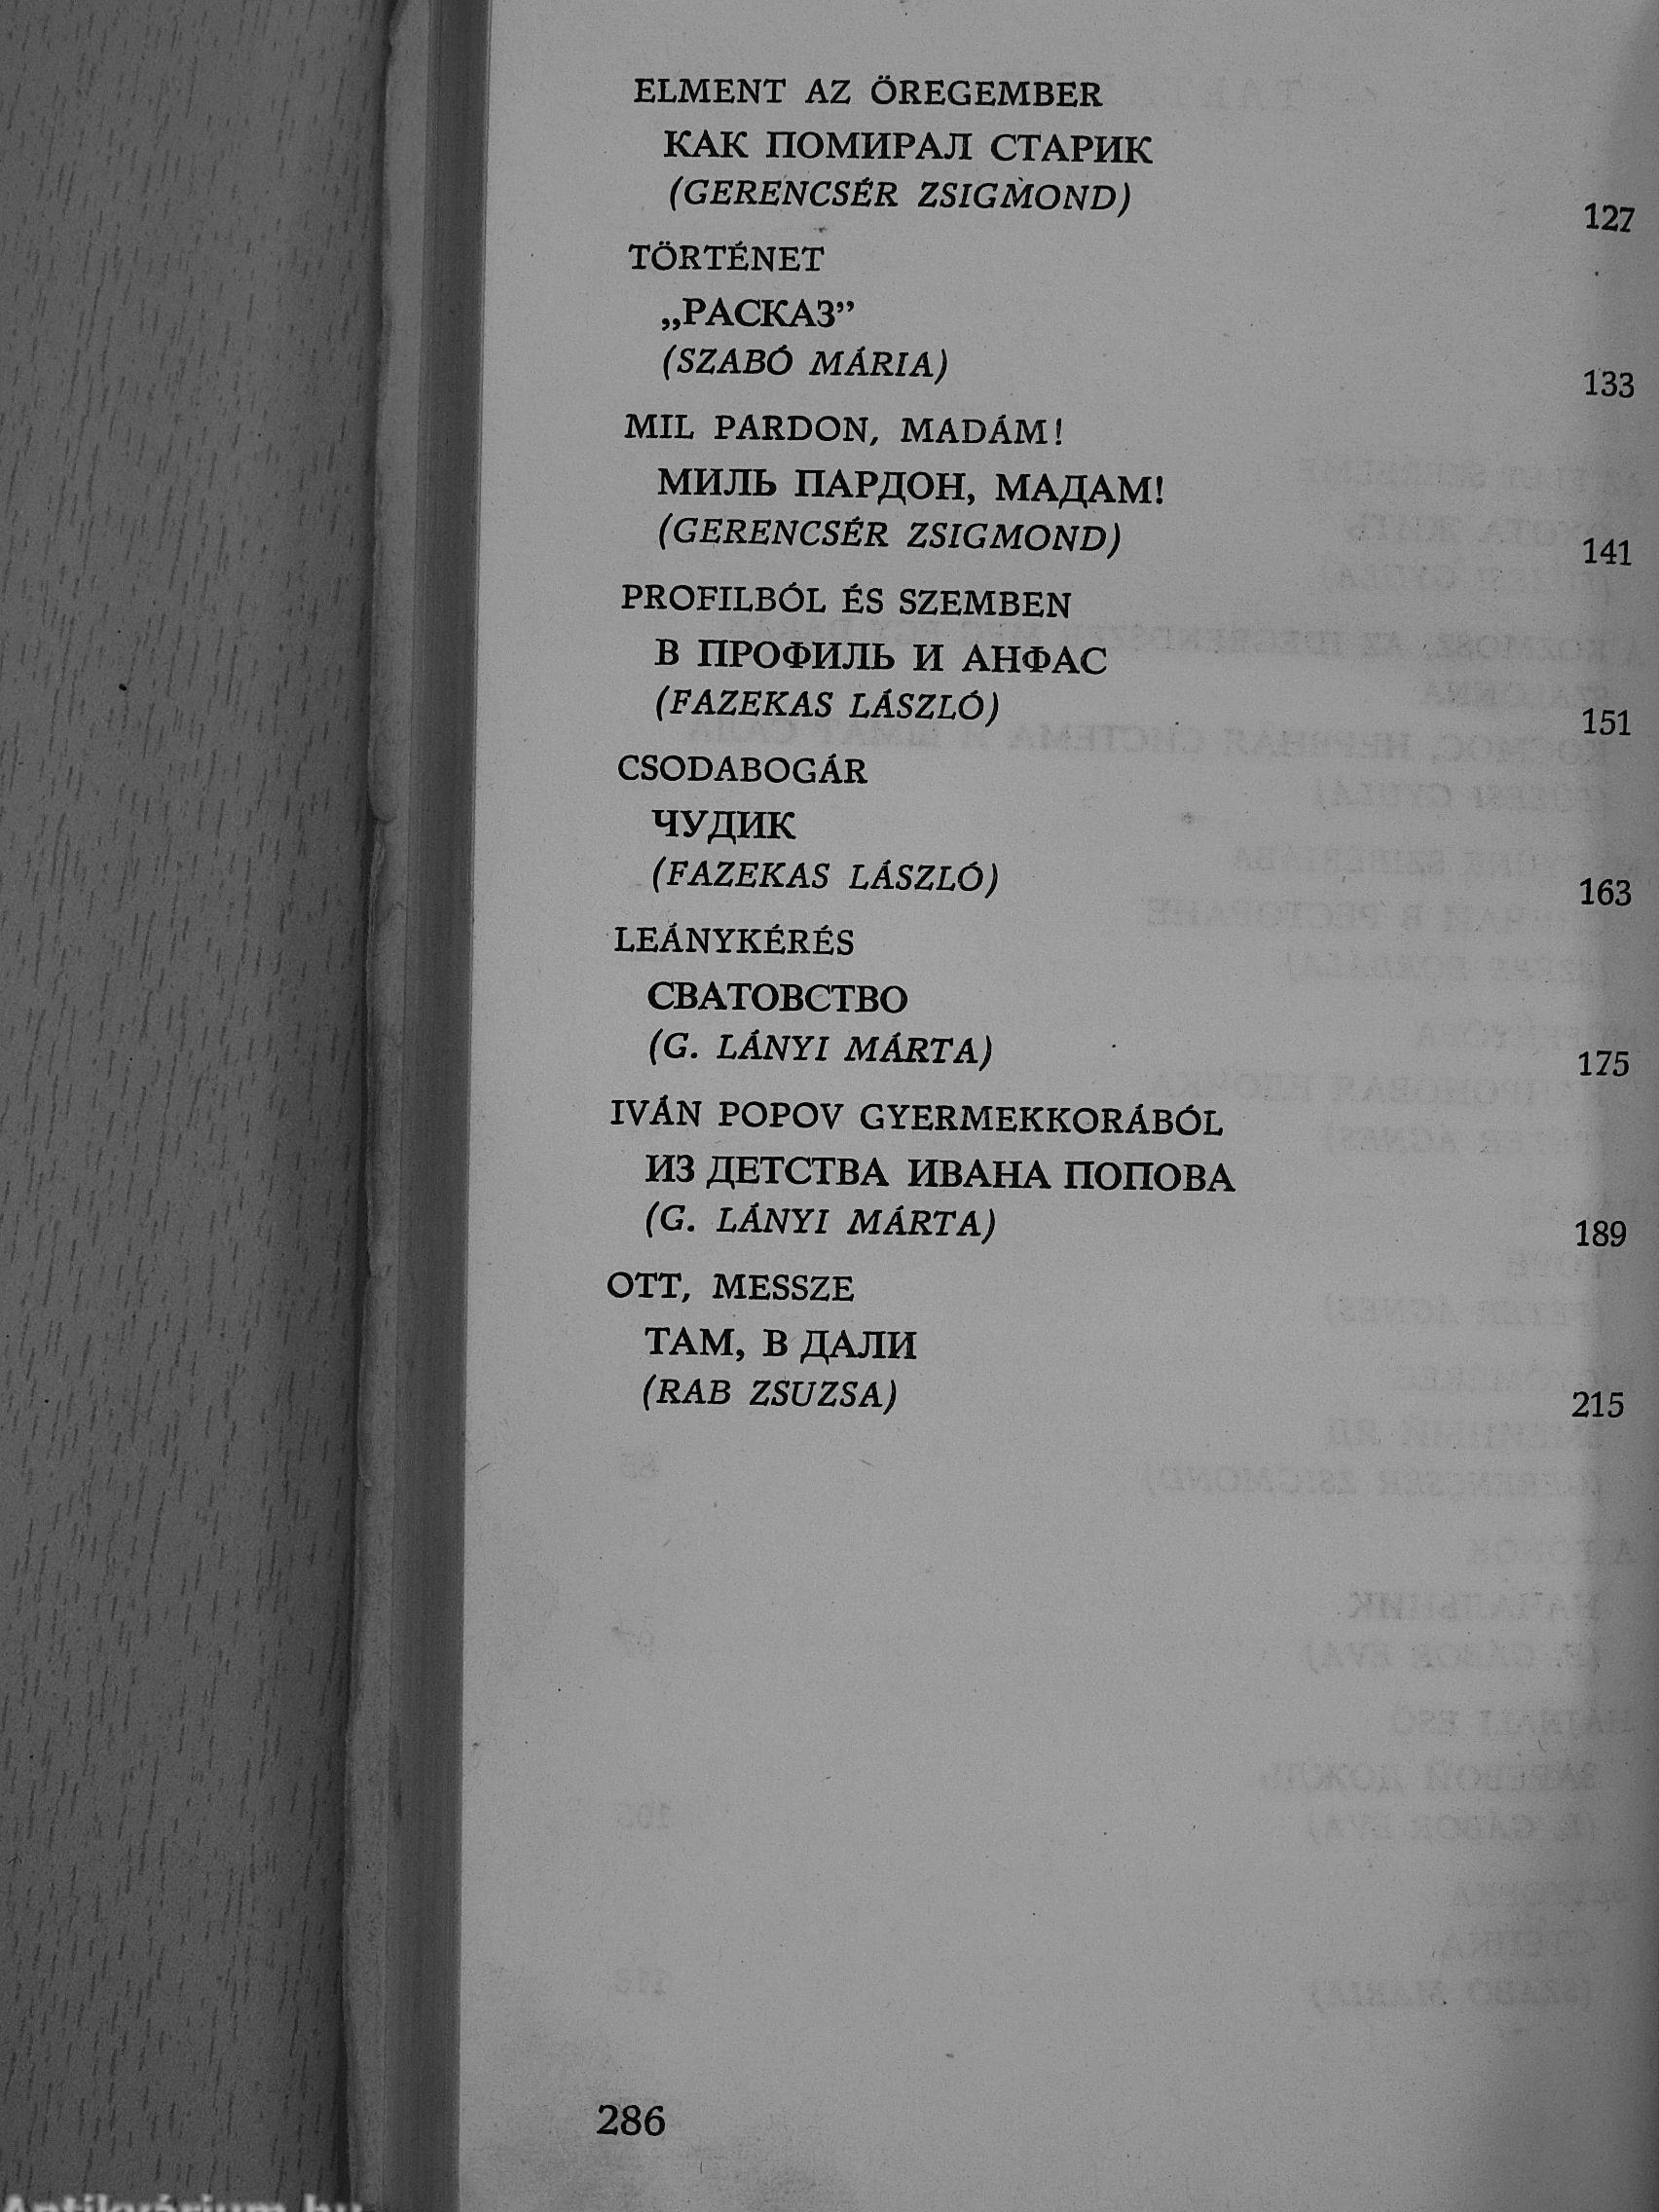 ELMENT AZ ÖREGEMBER
КАК ПОМИРАЛ СТАРИК
(GERENCSÉR ZSIGMOND) 127
TÖRTÉNET
„РАСКАЗ”
(SZABÓ MÁRIA) 133
MIL PARDON, MADÁM!
МИЛЬ ПАРДОН, МАДАМ!
(GERENCSÉR ZSIGMOND) 141
PROFILBÓL ÉS SZEMBEN
В ПРОФИЛЬ И АНФАС
(FAZEKAS LÁSZLÓ) 151
CSODABOGÁR
ЧУДИК
(FAZEKAS LÁSZLÓ) 163
LEÁNYKÉRÉS
СВАТОВСТВО
(G. LÁNYI MÁRTA) 175
IVÁN POPOV GYERMEKKORÁBÓL
ИЗ ДЕТСТВА ИВАНА ПОПОВА
(G. LÁNYI MÁRTA) 189
OTT, MESSZE
ТАМ, В ДАЛИ
(RAB ZSUZSA) 215
286
Antikvárium.hu